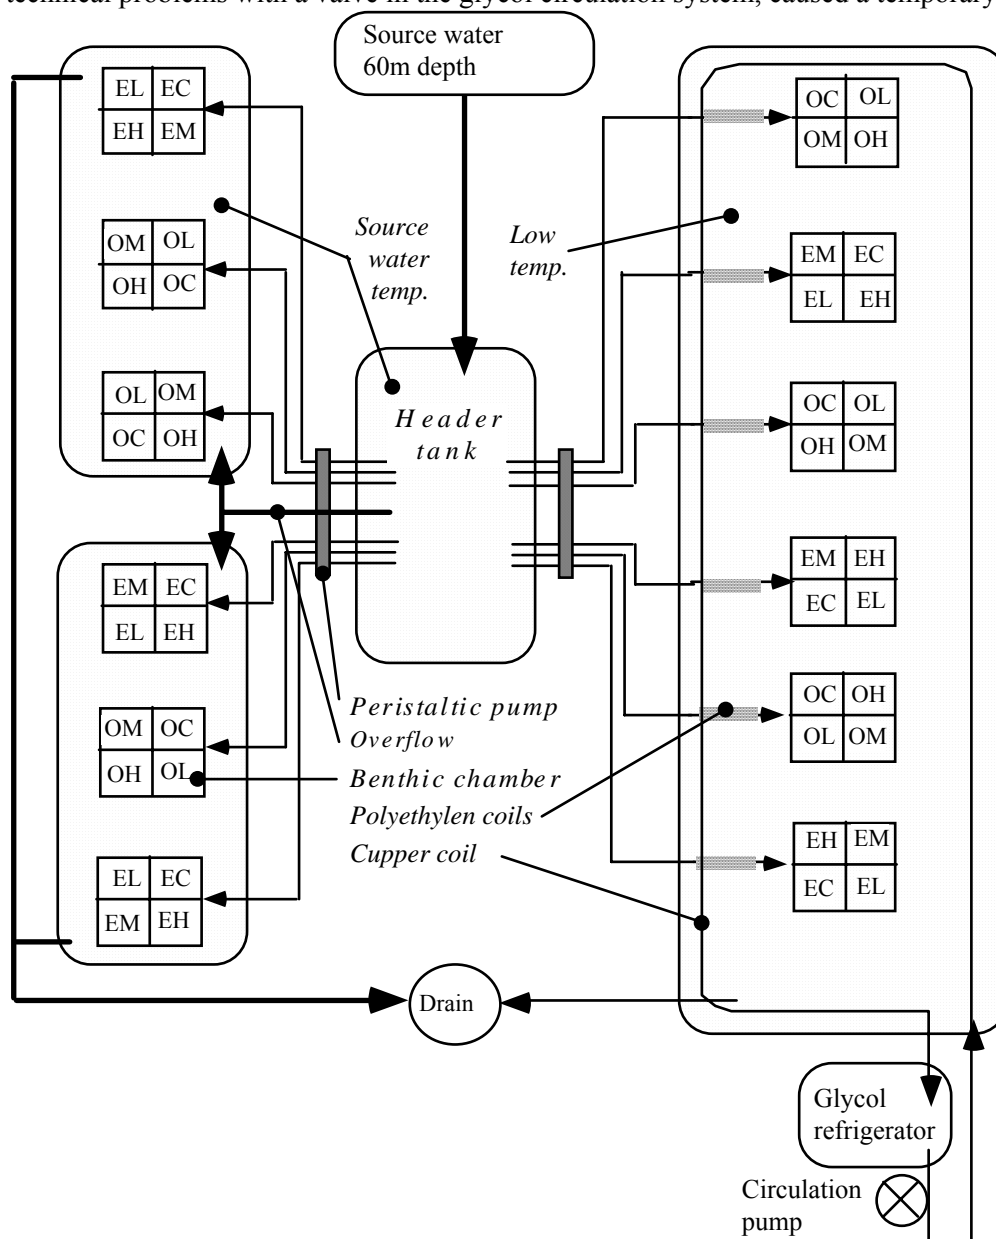 technical problems with a valve in the glycol circulation system, caused a temporary
Source water
60m depth
EL EC
EH EM
OM OL
OH OC
OL OM
OC OH
EM EC
EL EH
OM OC
OH OL
EL EC
EM EH
Source
water
temp.
Low
temp.
Header
tank
OC OL
OM OH
EM EC
EL EH
OC OL
OH OM
EM EH
EC EL
OC OH
OL OM
EH EM
EC EL
Peristaltic pump
Overflow
Benthic chamber
Polyethylen coils
Cupper coil
Drain
Glycol
refrigerator
Circulation
pump